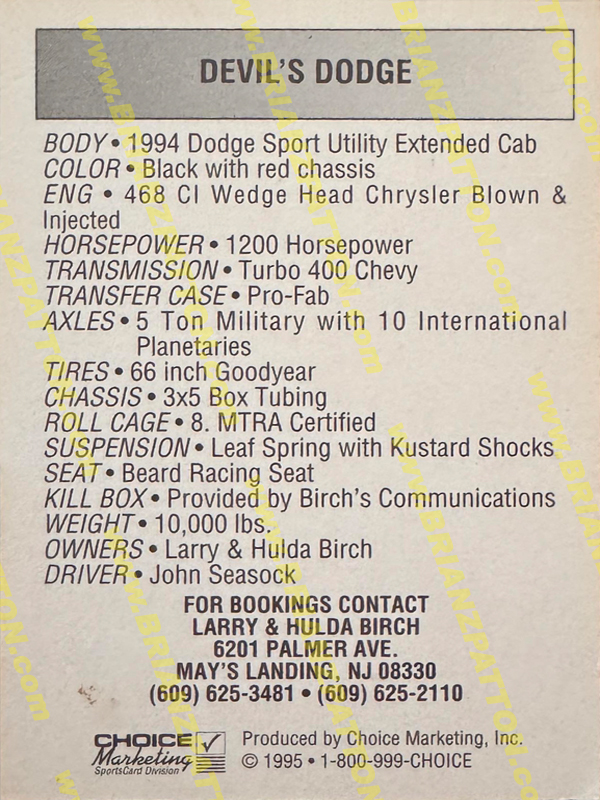 DEVIL'S DODGE
BODY • 1994 Dodge Sport Utility Extended Cab
COLOR • Black with red chassis
ENG • 468 CI Wedge Head Chrysler Blown &
Injected
HORSEPOWER • 1200 Horsepower
TRANSMISSION • Turbo 400 Chevy
TRANSFER CASE • Pro-Fab
AXLES • 5 Ton Military with 10 International
Planetaries
TIRES • 66 inch Goodyear
CHASSIS • 3x5 Box Tubing
ROLL CAGE • 8. MTRA Certified
SUSPENSION • Leaf Spring with Kustard Shocks
SEAT • Beard Racing Seat
KILL BOX • Provided by Birch's Communications
WEIGHT • 10,000 lbs.
OWNERS • Larry & Hulda Birch
DRIVER • John Seasock
FOR BOOKINGS CONTACT
LARRY & HULDA BIRCH
6201 PALMER AVE.
MAY'S LANDING, NJ 08330
(609) 625-3481 • (609) 625-2110
CHOICE
Marketing
SportsCard Division
Produced by Choice Marketing, Inc.
© 1995 • 1-800-999-CHOICE
www.BRIANZPATTON.com